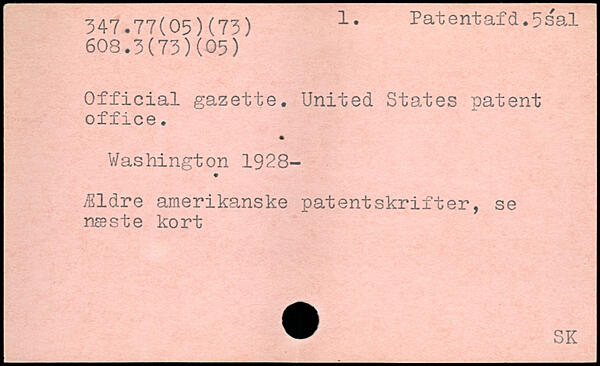 347.77(05)(73)
1.
Patentafd.5śal
608.3(73)(05)
Official gazette. United States patent
office.
Washington 1928-
Ældre amerikanske patentskrifter, se
næste kort
SK